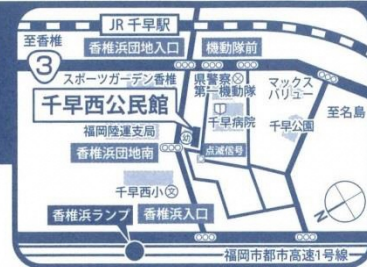 JR 千早駅
至香椎
香椎浜団地入口
機動隊前
3
スポーツガーデン香椎
県警察
第一機動隊
マックス
バリュー
至名島
千早西公民館
千早病院
千早公園
福岡陸運支局
幼
点滅信号
香椎浜団地南
千早西小
文
香椎浜ランプ
香椎浜入口
N
福岡市都市高速1号線